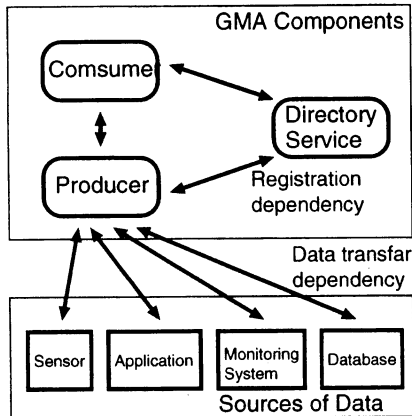 GMA Components
Comsumer
Directory
Service
Producer
Registration
dependency
Data transfar
dependency
Sensor
Application
Monitoring
System
Database
Sources of Data